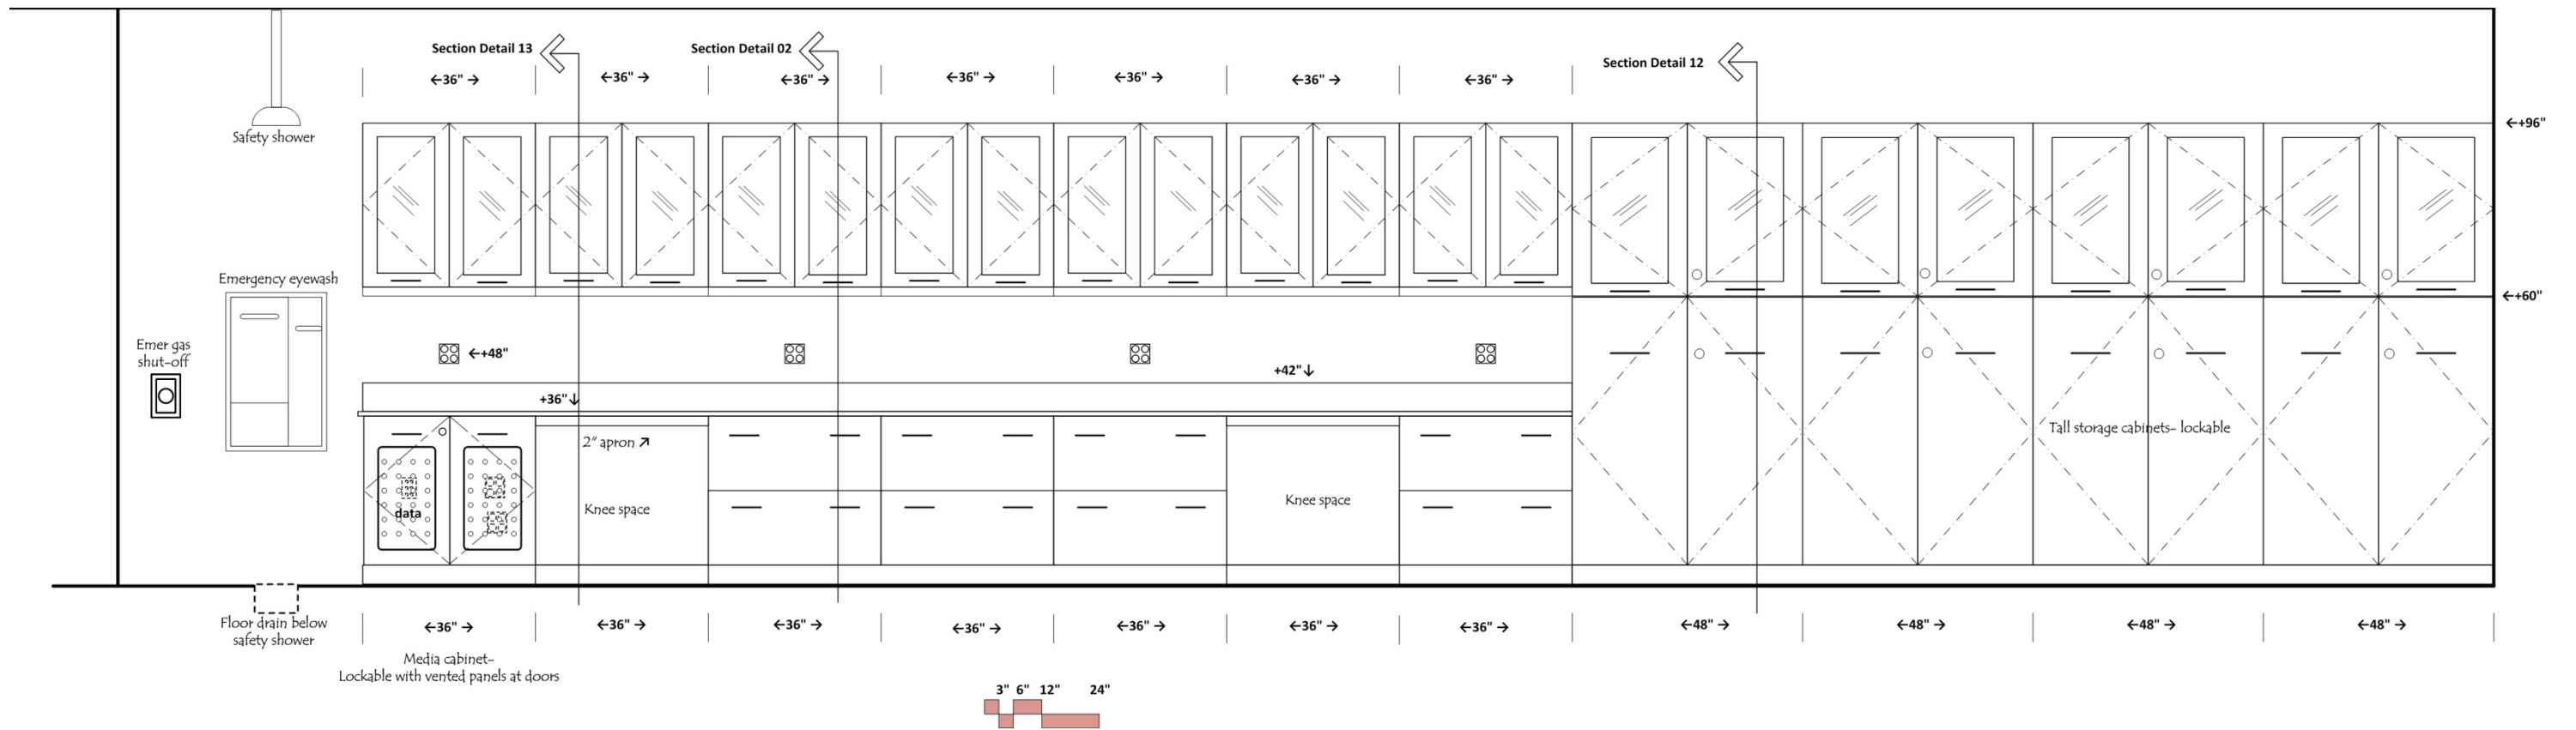 Section Detail 13
Section Detail 02
Section Detail 12
←36" →
←36" →
←36" →
←36" →
←36" →
←36" →
←36" →
Safety shower
←+96"
Emergency eyewash
←+60"
Emer gas
shut-off
←+48"
+42"↓
+36"↓
2" apron ↗
Tall storage cabinets- lockable
data
Knee space
Knee space
Floor drain below
safety shower
←36" →
←36" →
←36" →
←36" →
←36" →
←36" →
←36" →
←48" →
←48" →
←48" →
←48" →
Media cabinet-
Lockable with vented panels at doors
3" 6" 12" 24"